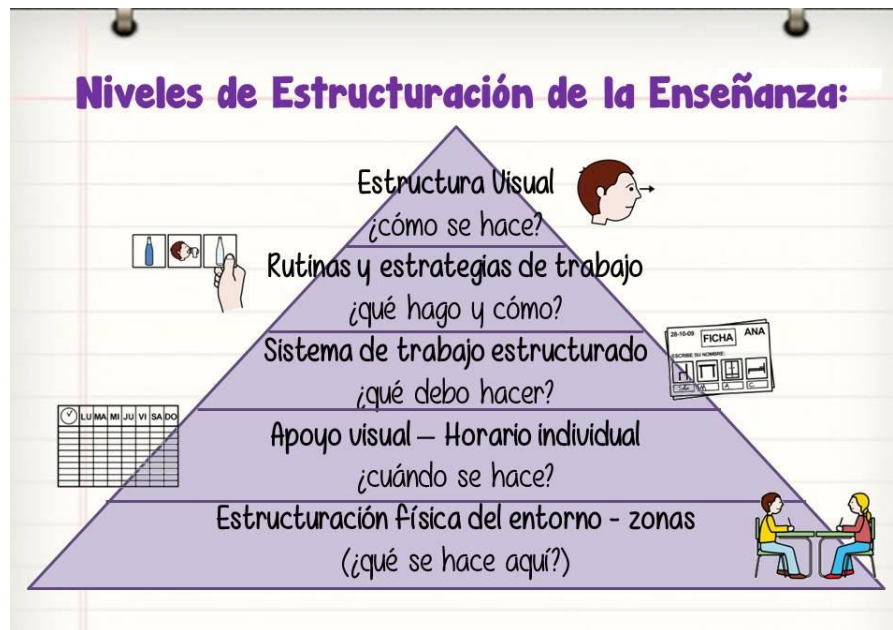 Niveles de Estructuración de la Enseñanza:
Estructura Visual
¿cómo se hace?
Rutinas y estrategias de trabajo
¿qué hago y cómo?
Sistema de trabajo estructurado
¿qué debo hacer?
28-10-09 FICHA ANA
ESCRIBE SU NOMBRE:
Apoyo visual – Horario individual
¿cuándo se hace?
LU MA MI JU VI SA DO
Estructuración física del entorno - zonas
(¿qué se hace aquí?)